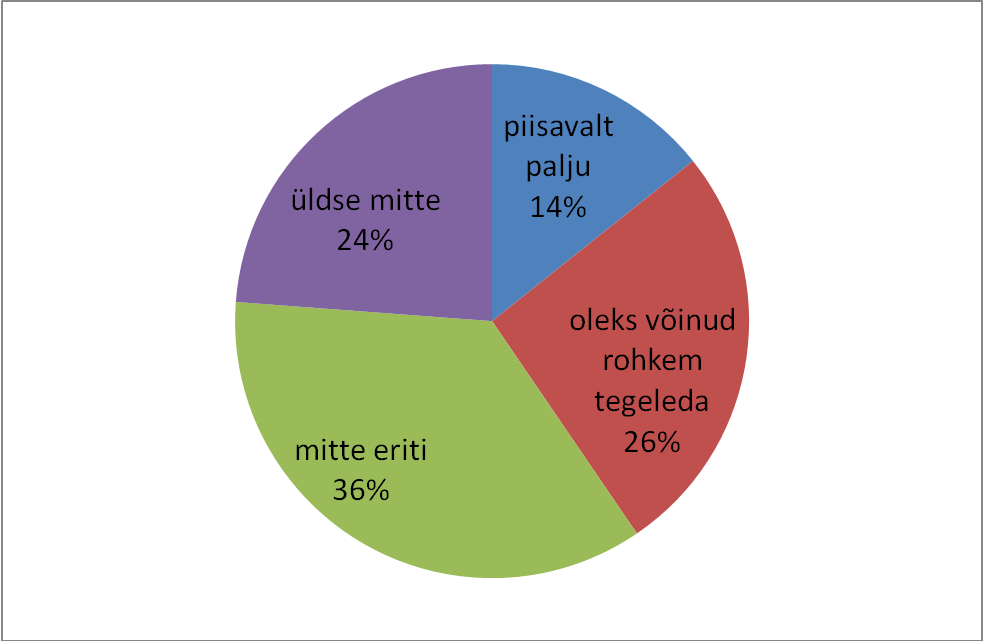 piisavalt
palju
14%
oleks võinud
rohkem
tegeleda
26%
mitte eriti
36%
üldse mitte
24%